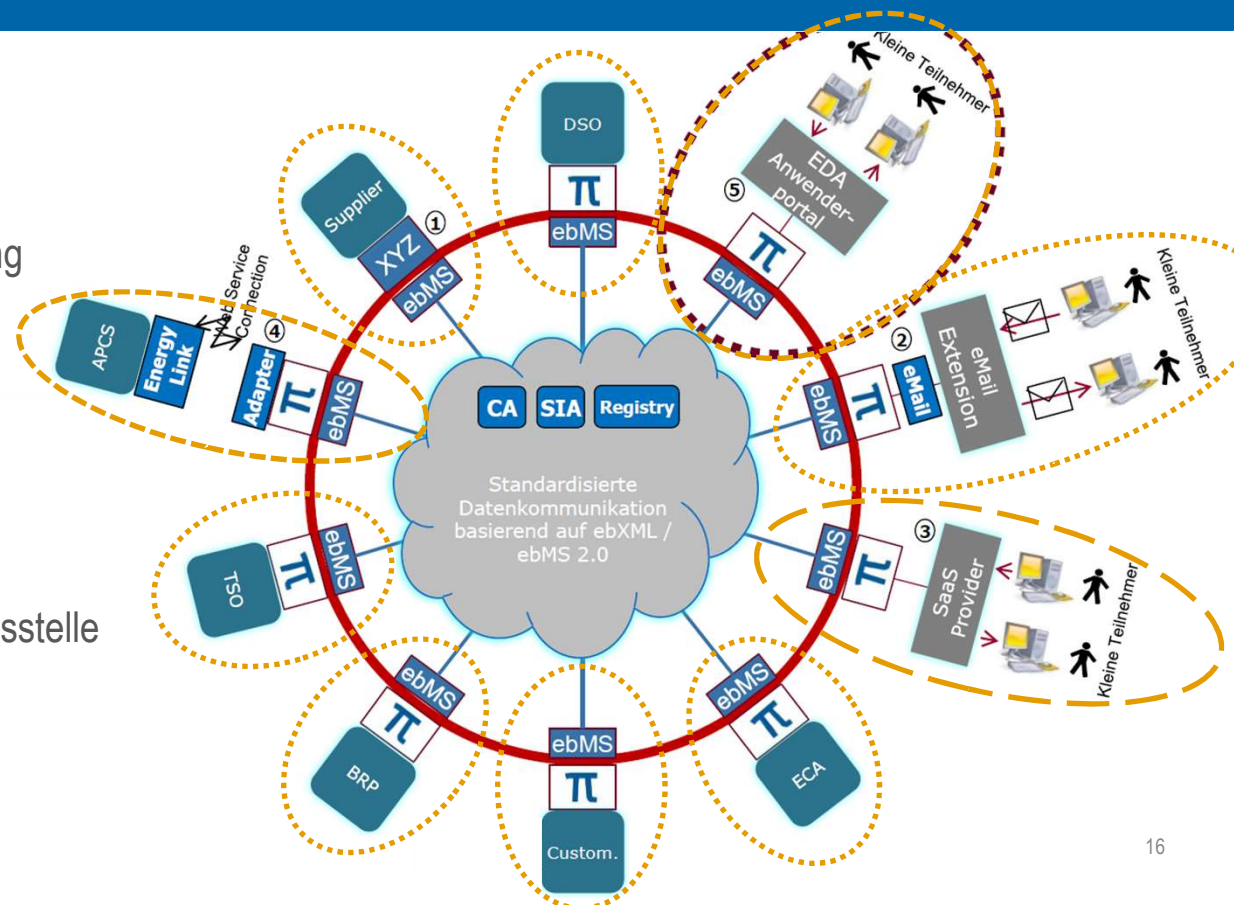 DSO
π
ebMS
Kleine Teilnehmer
EDA
Anwender-
portal
⑤
π
ebMS
Supplier
XYZ
①
ebMS
ng
Web Service
Connection
APCS
Energy
Link
④
Adapter
π
ebMS
②
eMail
Extension
eMail
π
ebMS
Kleine Teilnehmer
CA
SIA
Registry
Standardisierte
Datenkommunikation
basierend auf ebXML /
ebMS 2.0
③
SaaS
Provider
π
ebMS
Kleine Teilnehmer
TSO
π
ebMS
sstelle
BRP
π
ebMS
ebMS
π
Custom.
ebMS
π
ECA
16